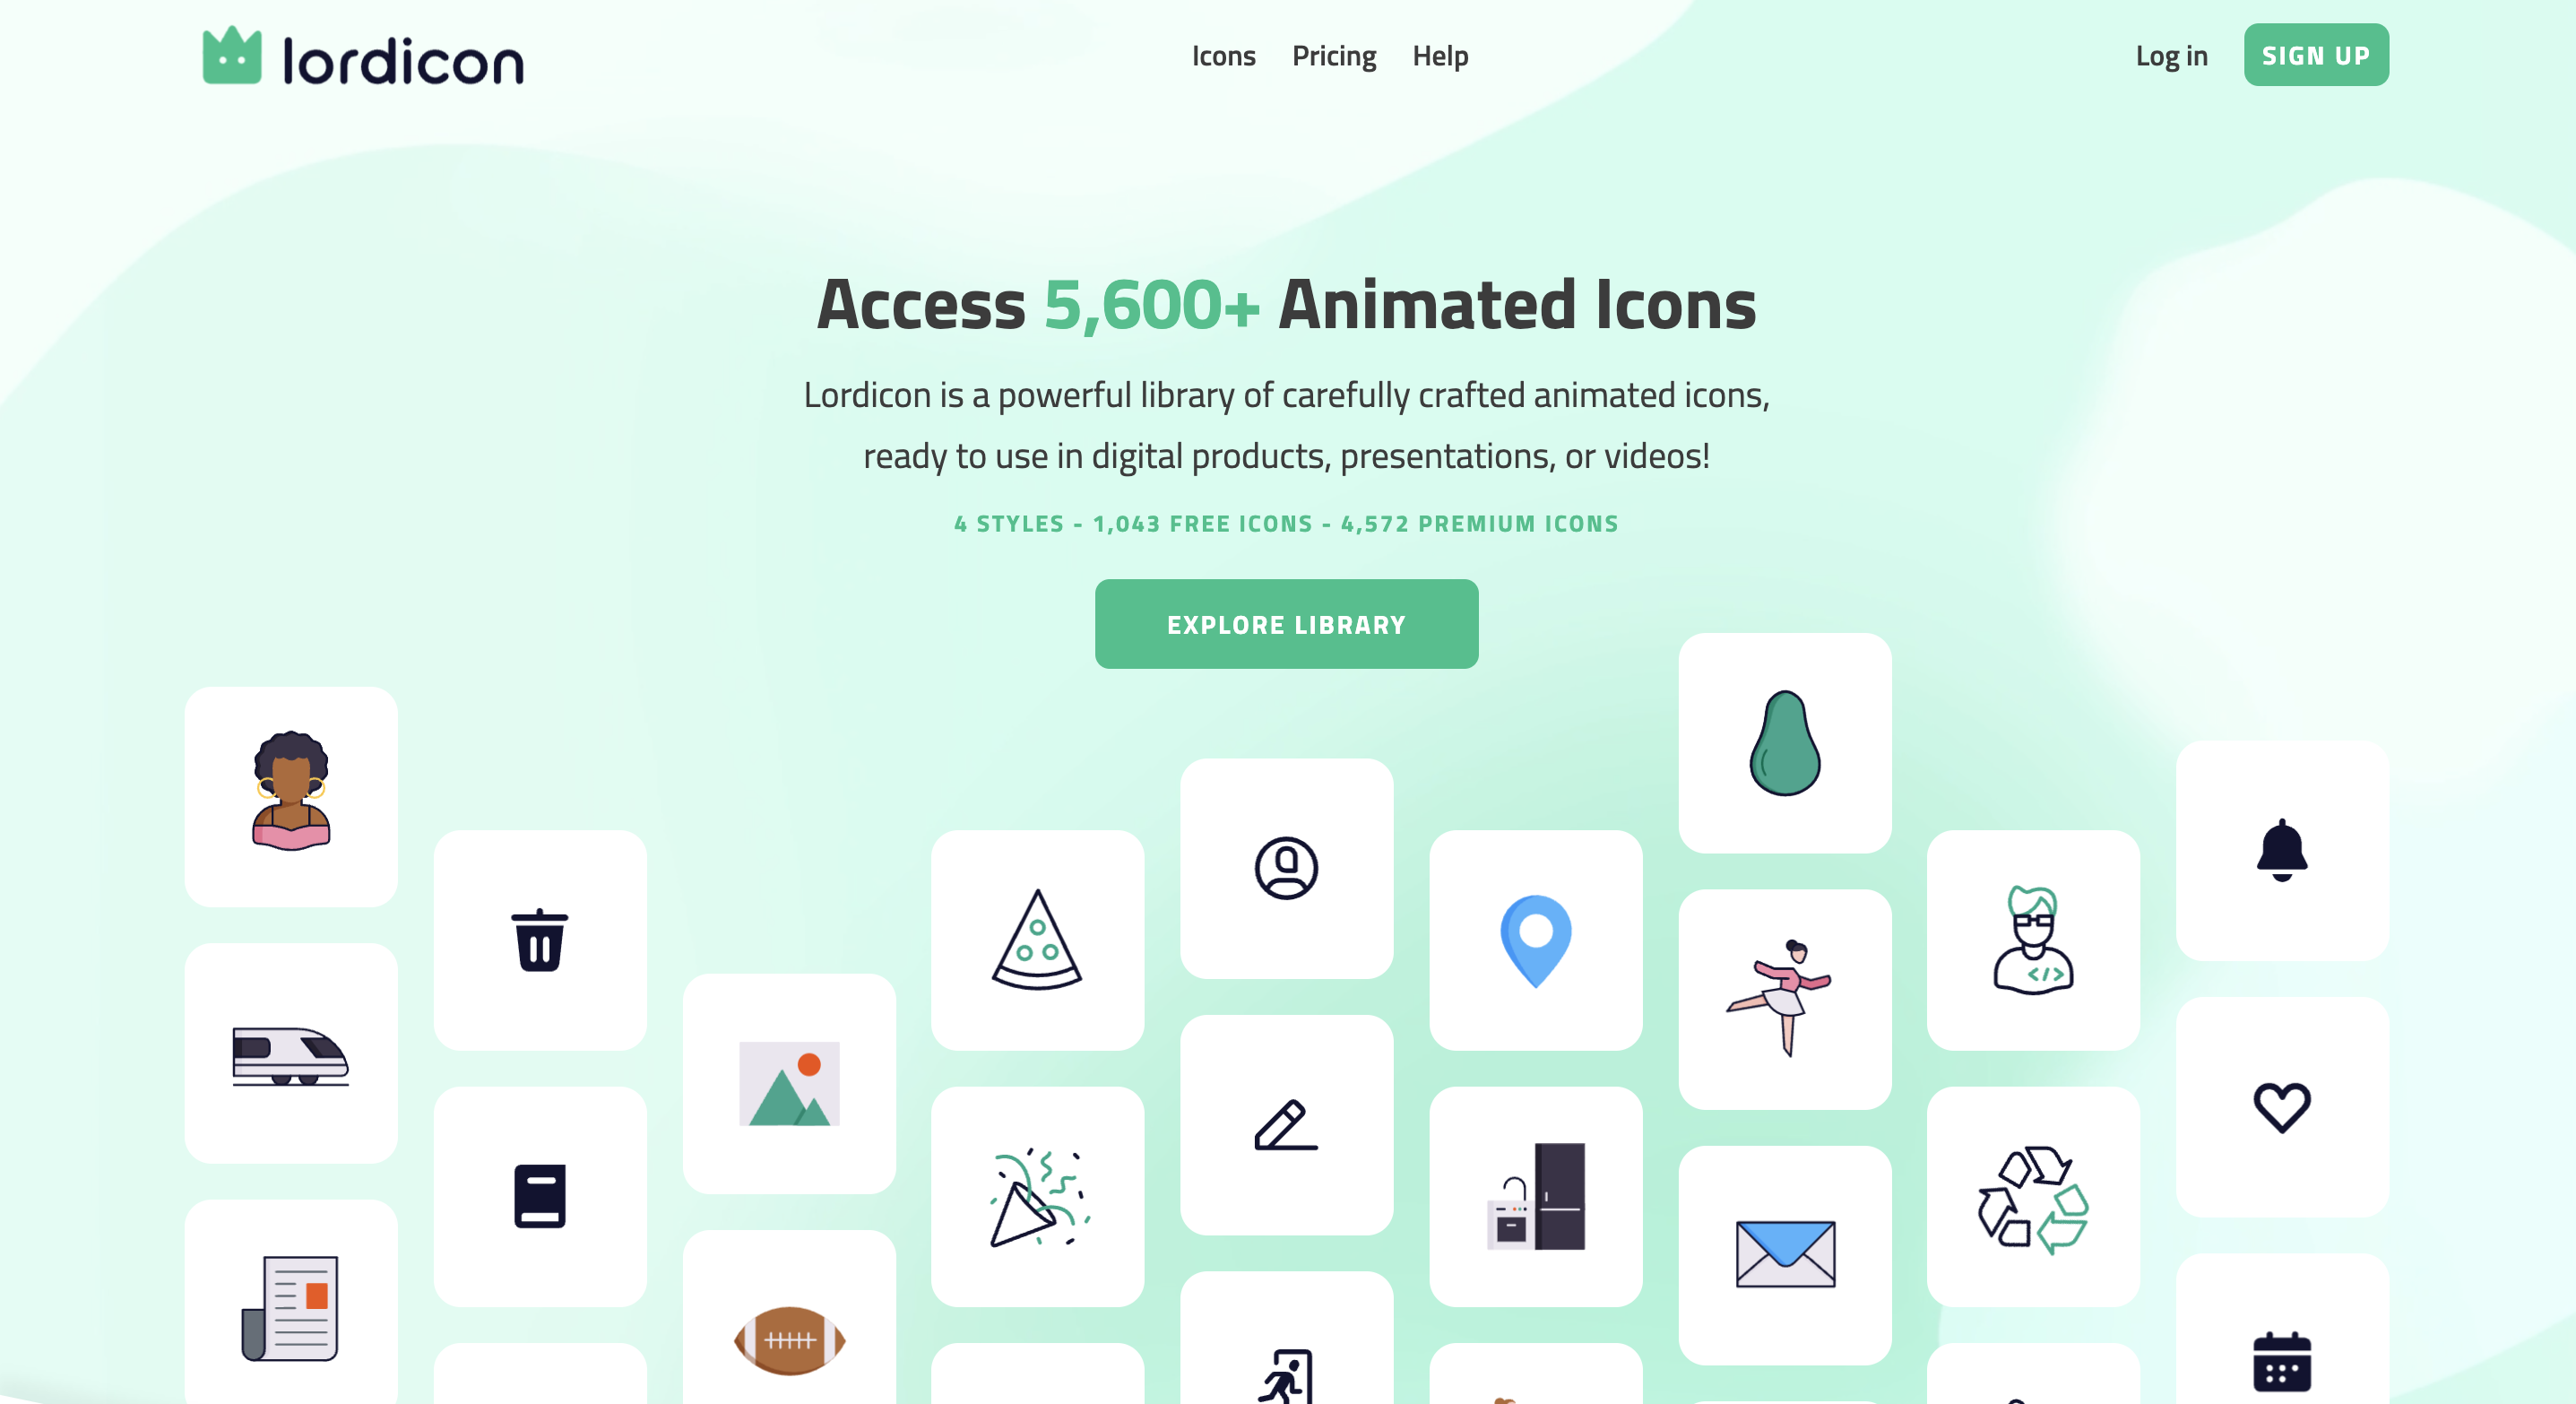 lordicon
Icons Pricing Help
Log in SIGN UP
Access 5,600+ Animated Icons
Lordicon is a powerful library of carefully crafted animated icons,
ready to use in digital products, presentations, or videos!
4 STYLES - 1,043 FREE ICONS - 4,572 PREMIUM ICONS
EXPLORE LIBRARY
</>